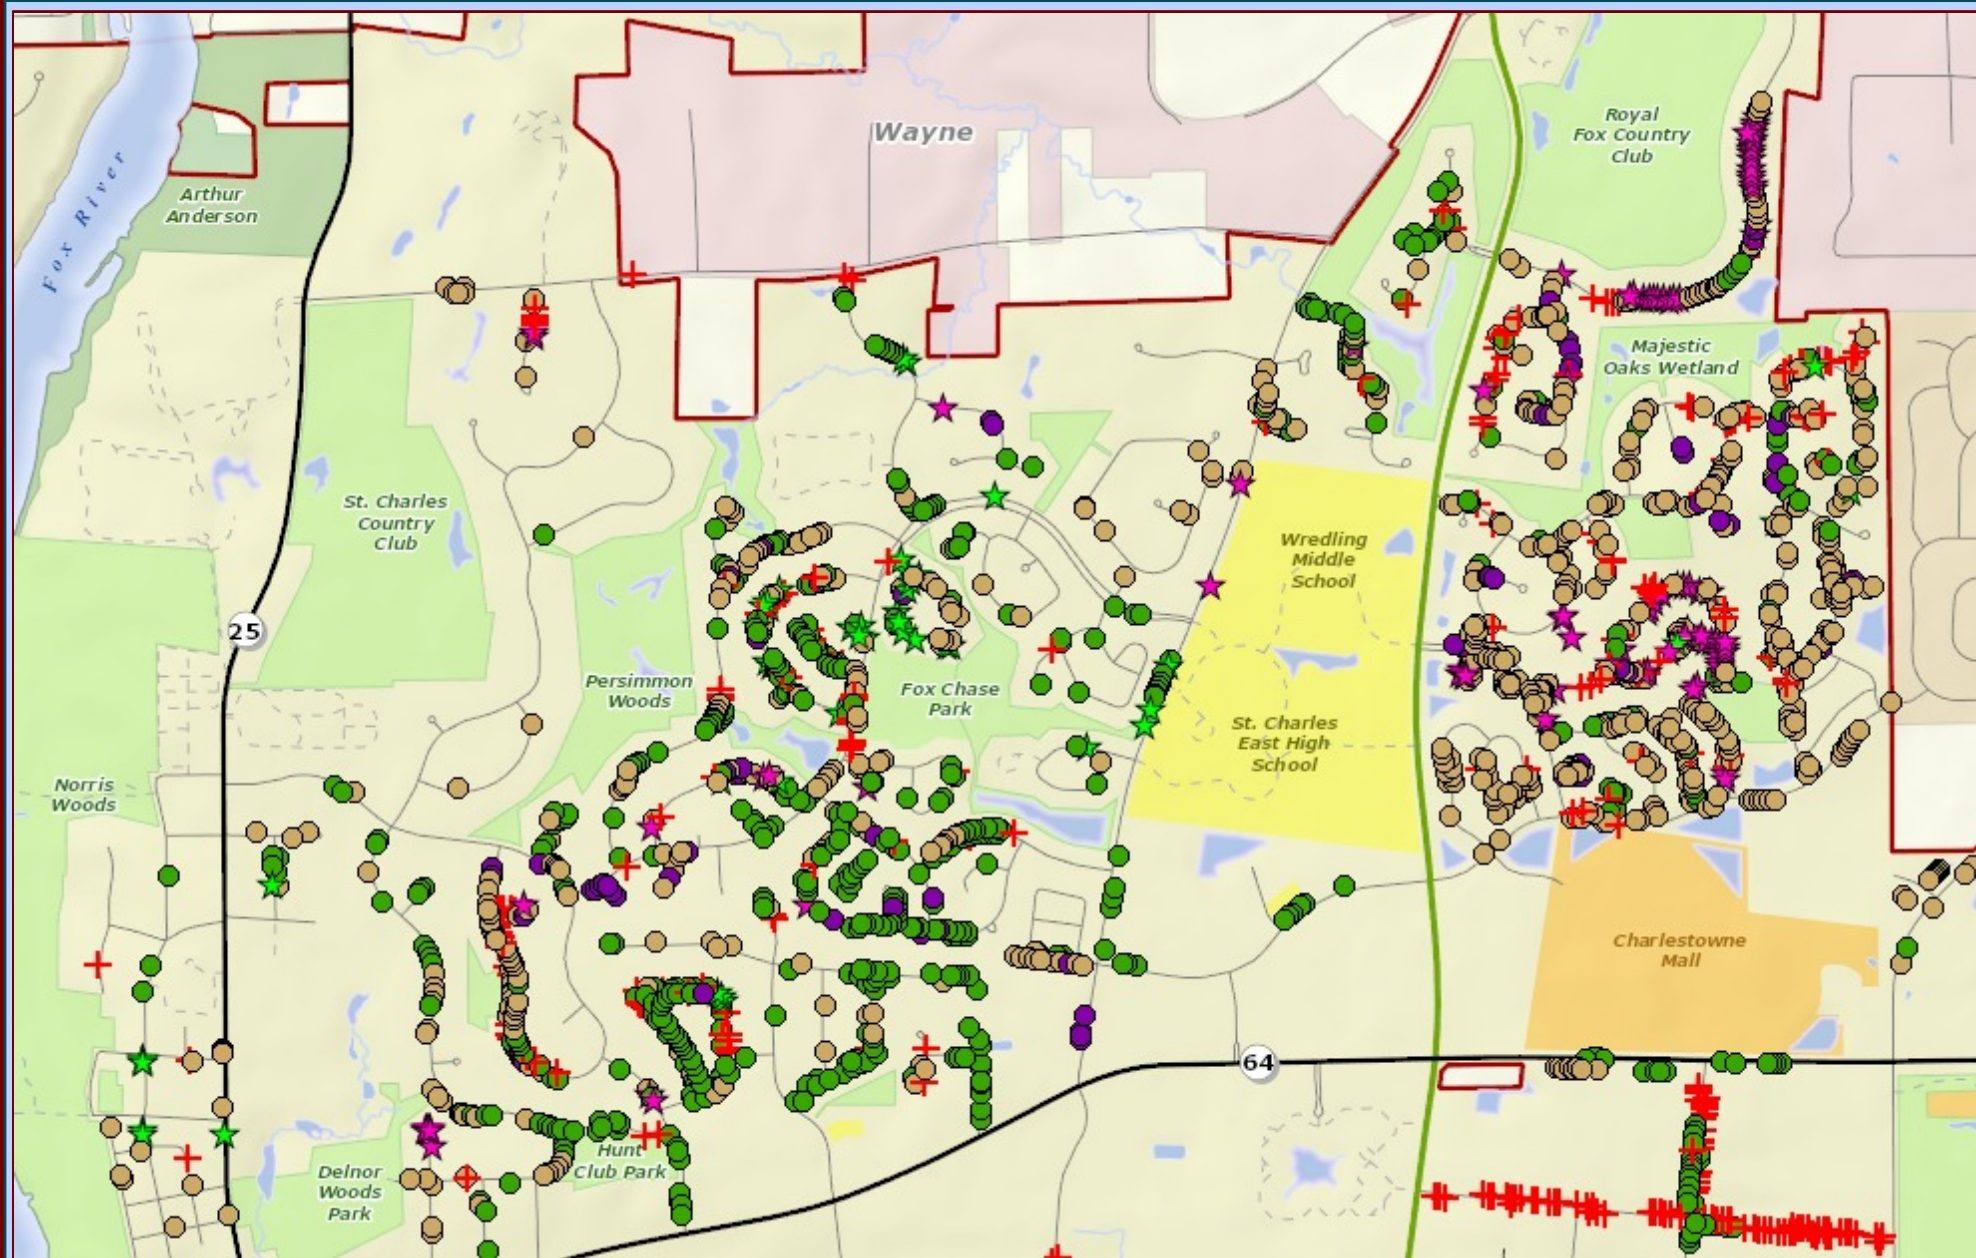 Wayne
Royal
Fox Country
Club
Arthur
Anderson
Fox River
Majestic
Oaks Wetland
St. Charles
Country
Club
Wredling
Middle
School
25
Persimmon
Woods
Fox Chase
Park
St. Charles
East High
School
Norris
Woods
Charlestowne
Mall
64
Hunt
Club Park
Delnor
Woods
Park